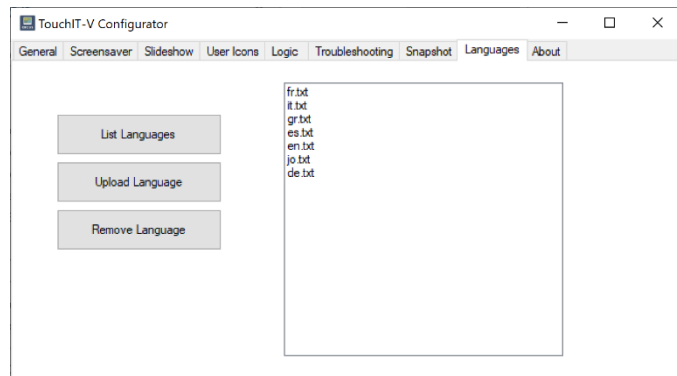 TouchIT-V Configurator
General Screensaver Slideshow User Icons Logic Troubleshooting Snapshot Languages About
List Languages
Upload Language
Remove Language
fr.txt
it.txt
gr.txt
es.txt
en.txt
jo.txt
de.txt